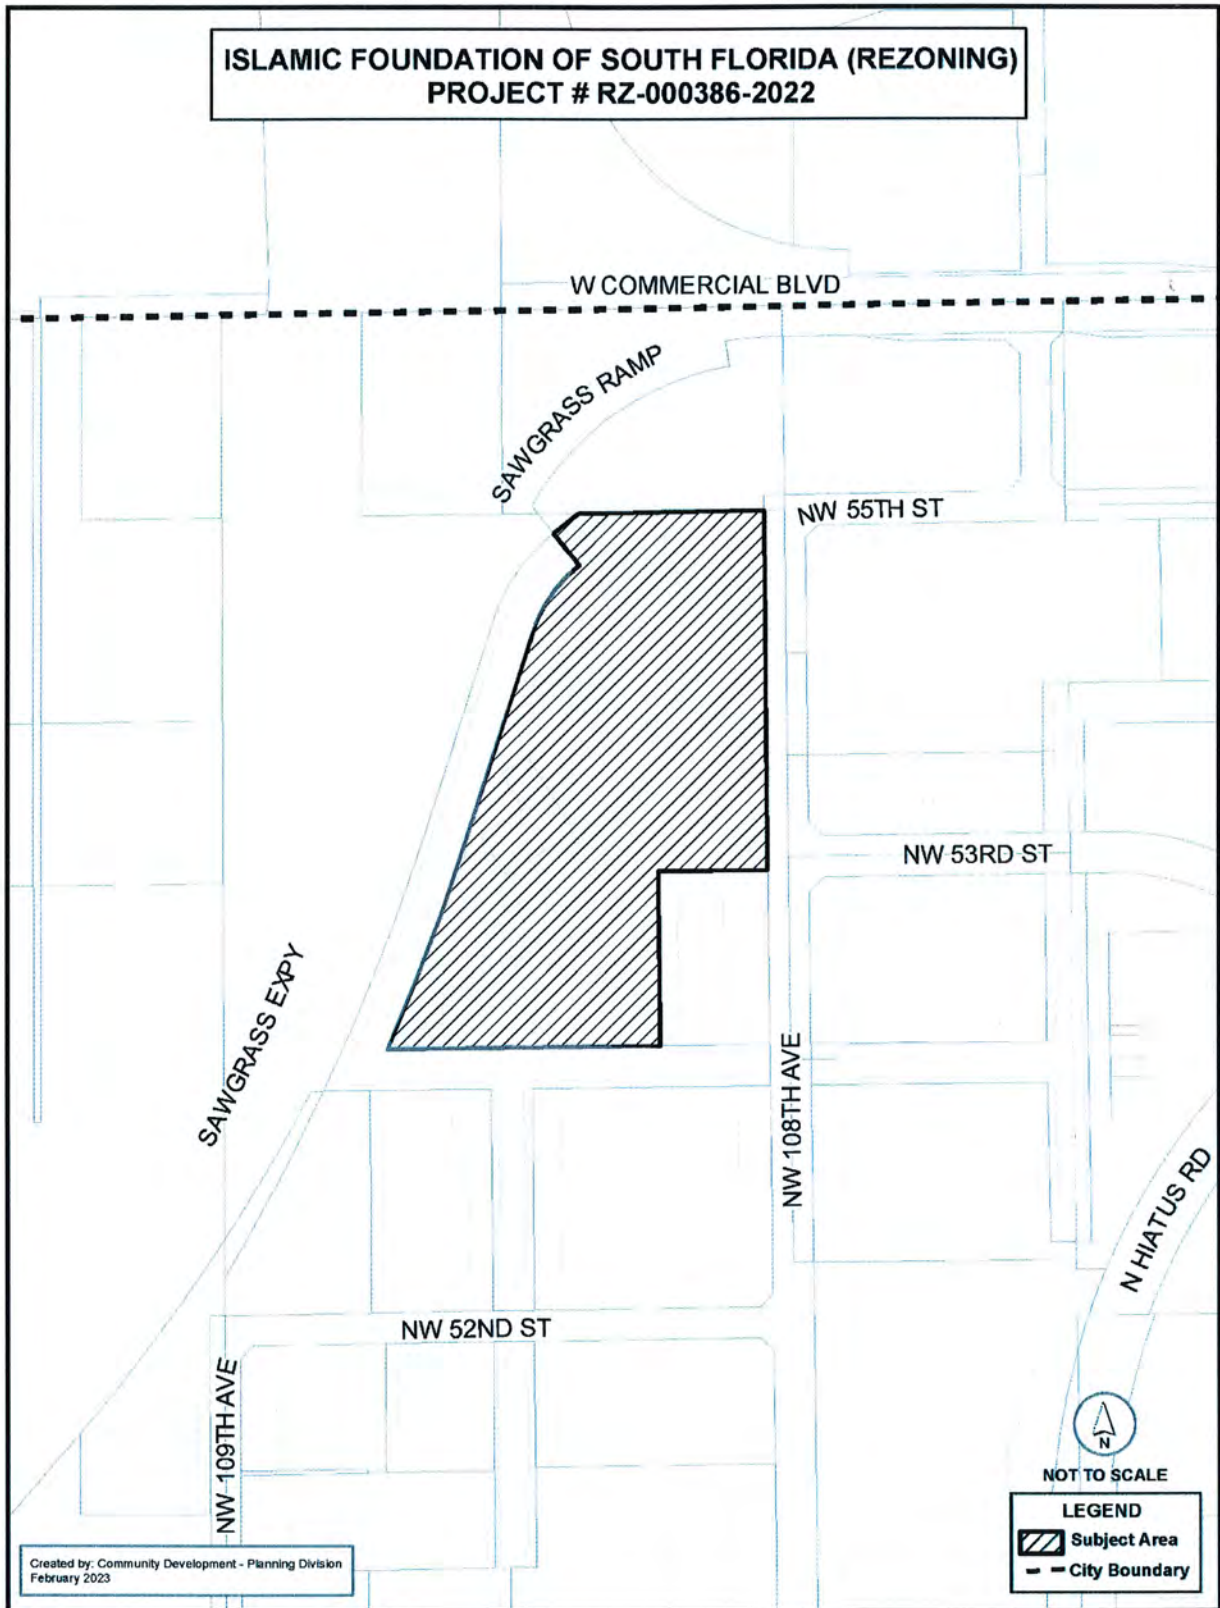 ISLAMIC FOUNDATION OF SOUTH FLORIDA (REZONING)
PROJECT # RZ-000386-2022
W COMMERCIAL BLVD
SAWGRASS RAMP
NW 55TH ST
NW 53RD ST
SAWGRASS EXPY
NW 108TH AVE
N HIATUS RD
NW 52ND ST
NW 109TH AVE
N
NOT TO SCALE
LEGEND
Subject Area
City Boundary
Created by: Community Development - Planning Division
February 2023